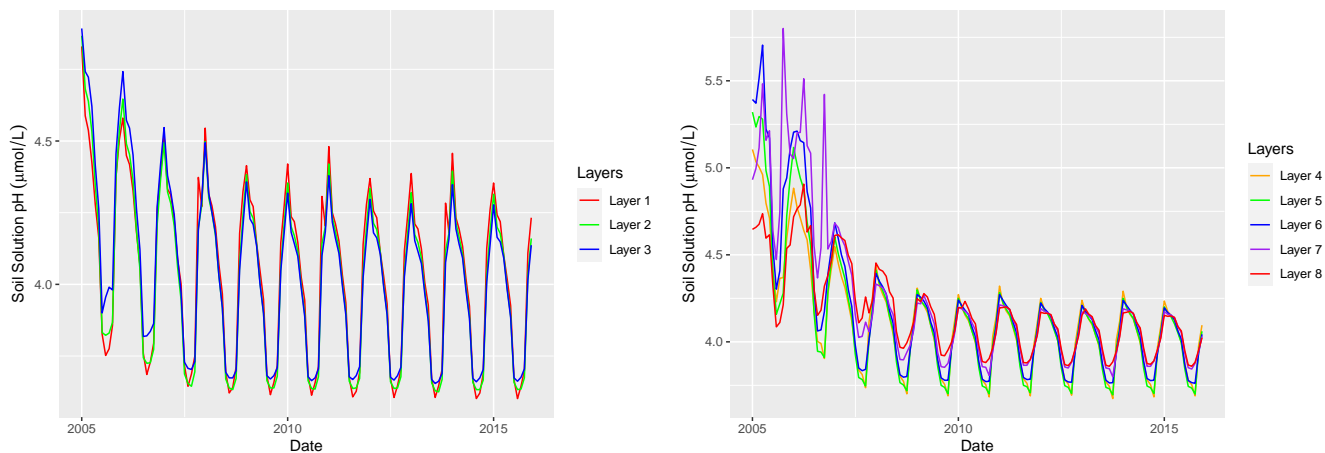 Soil Solution pH (μmol/L)
4.5
4.0
2005
2010
2015
Date
Layers
Layer 1
Layer 2
Layer 3
Soil Solution pH (μmol/L)
5.5
5.0
4.5
4.0
2005
2010
2015
Date
Layers
Layer 4
Layer 5
Layer 6
Layer 7
Layer 8